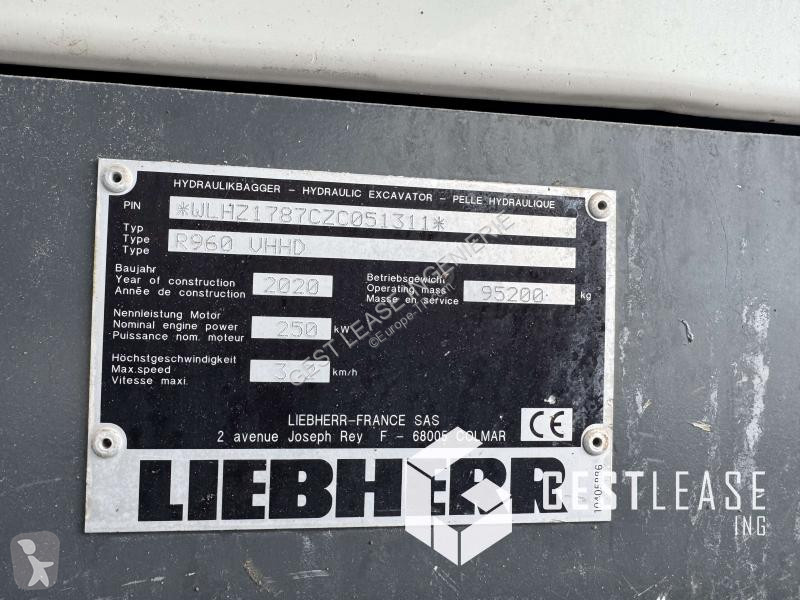 HYDRAULIKBAGGER - HYDRAULIC EXCAVATOR - PELLE HYDRAULIQUE
PIN *WLHZ1787CZC051311*
Typ
Type R960 VHHD
Type
Baujahr
Year of construction 2020
Année de construction
Betriebsgewicht
Operating mass 95200 kg
Masse en service
Nennleistung Motor
Nominal engine power 250 kW
Puissance nom. moteur
Höchstgeschwindigkeit
Max.speed km/h
Vitesse maxi.
LIEBHERR-FRANCE SAS
2 avenue Joseph Rey F - 68005 COLMAR
CE
LIEBHERR
GESTLEASE
ING
GEST LEASE INGENIERIE